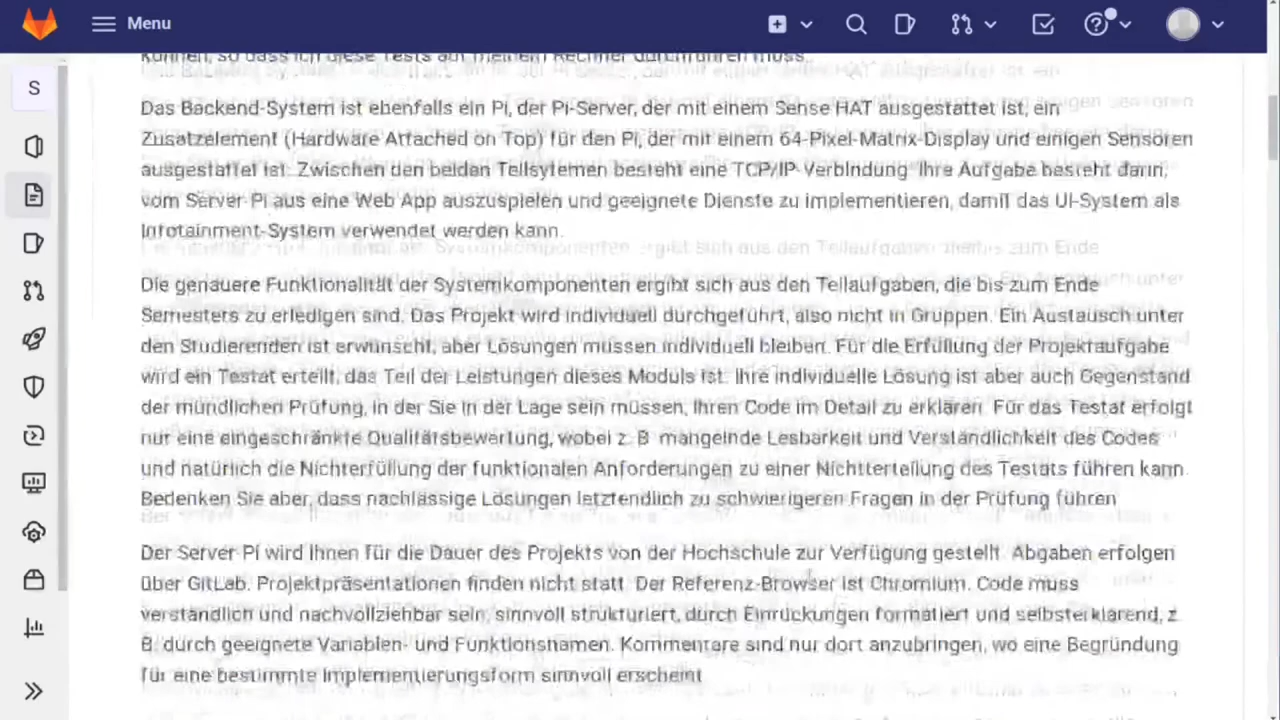 Menu
S
können, so dass ich diese Tests auf meinem Rechner durchführen muss.
Das Backend-System ist ebenfalls ein Pi, der Pi-Server, der mit einem Sense HAT ausgestattet ist, ein
Zusatzelement (Hardware Attached on Top) für den Pi, der mit einem 64-Pixel-Matrix-Display und einigen Sensoren
ausgestattet ist. Zwischen den beiden Teilsytemen besteht eine TCP/IP-Verbindung. Ihre Aufgabe besteht darin,
vom Server-Pi aus eine Web App auszuspielen und geeignete Dienste zu implementieren, damit das UI-System als
Infotainment-System verwendet werden kann.
Die genauere Funktionalität der Systemkomponenten ergibt sich aus den Teilaufgaben, die bis zum Ende
Semesters zu erledigen sind. Das Projekt wird individuell durchgeführt, also nicht in Gruppen. Ein Austausch unter
den Studierenden ist erwünscht, aber Lösungen müssen individuell bleiben. Für die Erfüllung der Projektaufgabe
wird ein Testat erteilt, das Teil der Leistungen dieses Moduls ist. Ihre individuelle Lösung ist aber auch Gegenstand
der mündlichen Prüfung, in der Sie in der Lage sein müssen, Ihren Code im Detail zu erklären. Für das Testat erfolgt
nur eine eingeschränkte Qualitätsbewertung, wobei z. B. mangelnde Lesbarkeit und Verständlichkeit des Codes
und natürlich die Nichterfüllung der funktionalen Anforderungen zu einer Nichtterteilung des Testats führen kann.
Bedenken Sie aber, dass nachlässige Lösungen letztendlich zu schwierigeren Fragen in der Prüfung führen
Der Server-Pi wird Ihnen für die Dauer des Projekts von der Hochschule zur Verfügung gestellt. Abgaben erfolgen
über GitLab. Projektpräsentationen finden nicht statt. Der Referenz-Browser ist Chromium. Code muss
verständlich und nachvollziehbar sein, sinnvoll strukturiert, durch Einrückungen formatiert und selbsterklärend, z.
B. durch geeignete Variablen- und Funktionsnamen. Kommentare sind nur dort anzubringen, wo eine Begründung
für eine bestimmte Implementierungsform sinnvoll erscheint.